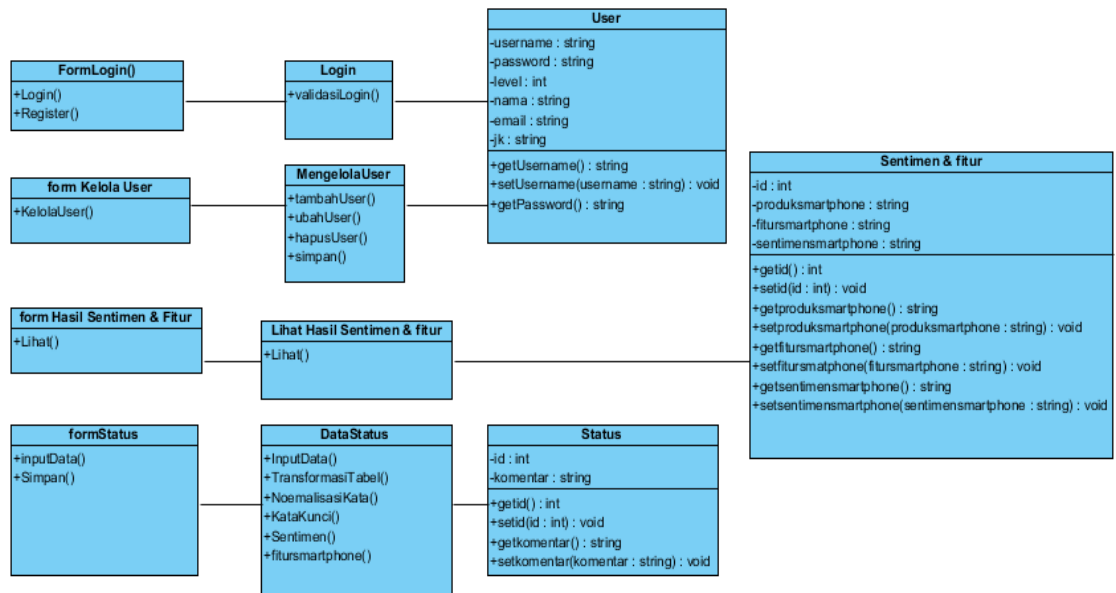 FormLogin()
+Login()
+Register()
Login
+validasiLogin()
User
-username : string
-password : string
-level : int
-nama : string
-email : string
-jk : string
+getUsername() : string
+setUsername(username : string) : void
+getPassword() : string
form Kelola User
+KelolaUser()
MengelolaUser
+tambahUser()
+ubahUser()
+hapusUser()
+simpan()
Sentimen & fitur
-id : int
-produksmartphone : string
-fitursmartphone : string
-sentimensmartphone : string
+getid() : int
+setid(id : int) : void
+getproduksmartphone() : string
+setproduksmartphone(produksmartphone : string) : void
+getfitursmartphone() : string
+setfitursmatphone(fitursmartphone : string) : void
+getsentimensmartphone() : string
+setsentimensmartphone(sentimensmartphone : string) : void
form Hasil Sentimen & Fitur
+Lihat()
Lihat Hasil Sentimen & fitur
+Lihat()
formStatus
+inputData()
+Simpan()
DataStatus
+InputData()
+TransformasiTabel()
+NoemalisasiKata()
+KataKunci()
+Sentimen()
+fitursmartphone()
Status
-id : int
-komentar : string
+getid() : int
+setid(id : int) : void
+getkomentar() : string
+setkomentar(komentar : string) : void